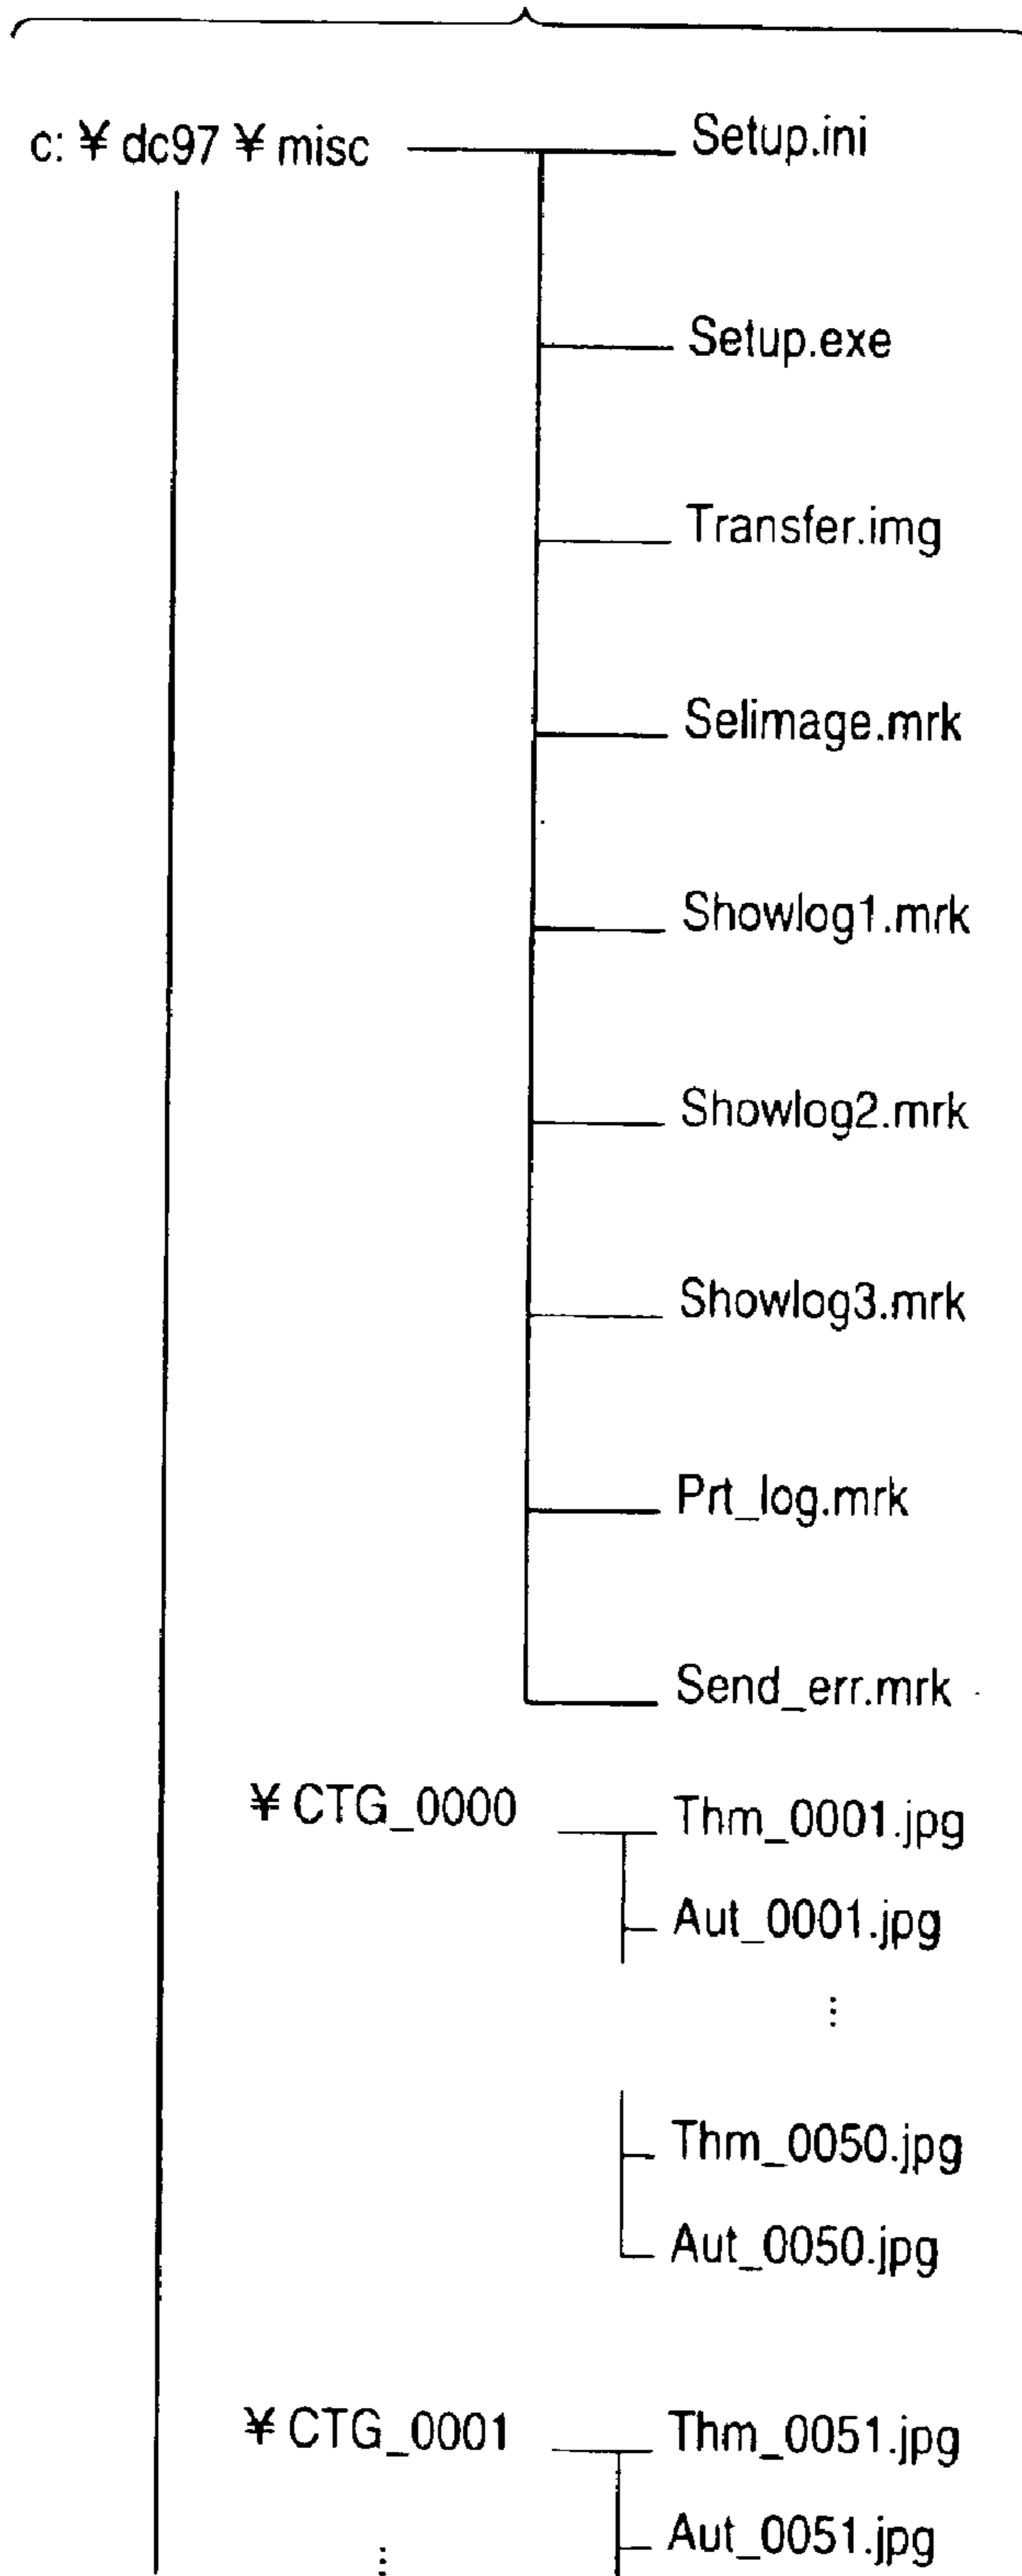 c: ¥ dc97 ¥ misc
Setup.ini
Setup.exe
Transfer.img
Selimage.mrk
Showlog1.mrk
Showlog2.mrk
Showlog3.mrk
Prt_log.mrk
Send_err.mrk
¥ CTG_0000
Thm_0001.jpg
Aut_0001.jpg
⋮
Thm_0050.jpg
Aut_0050.jpg
¥ CTG_0001
Thm_0051.jpg
Aut_0051.jpg
⋮